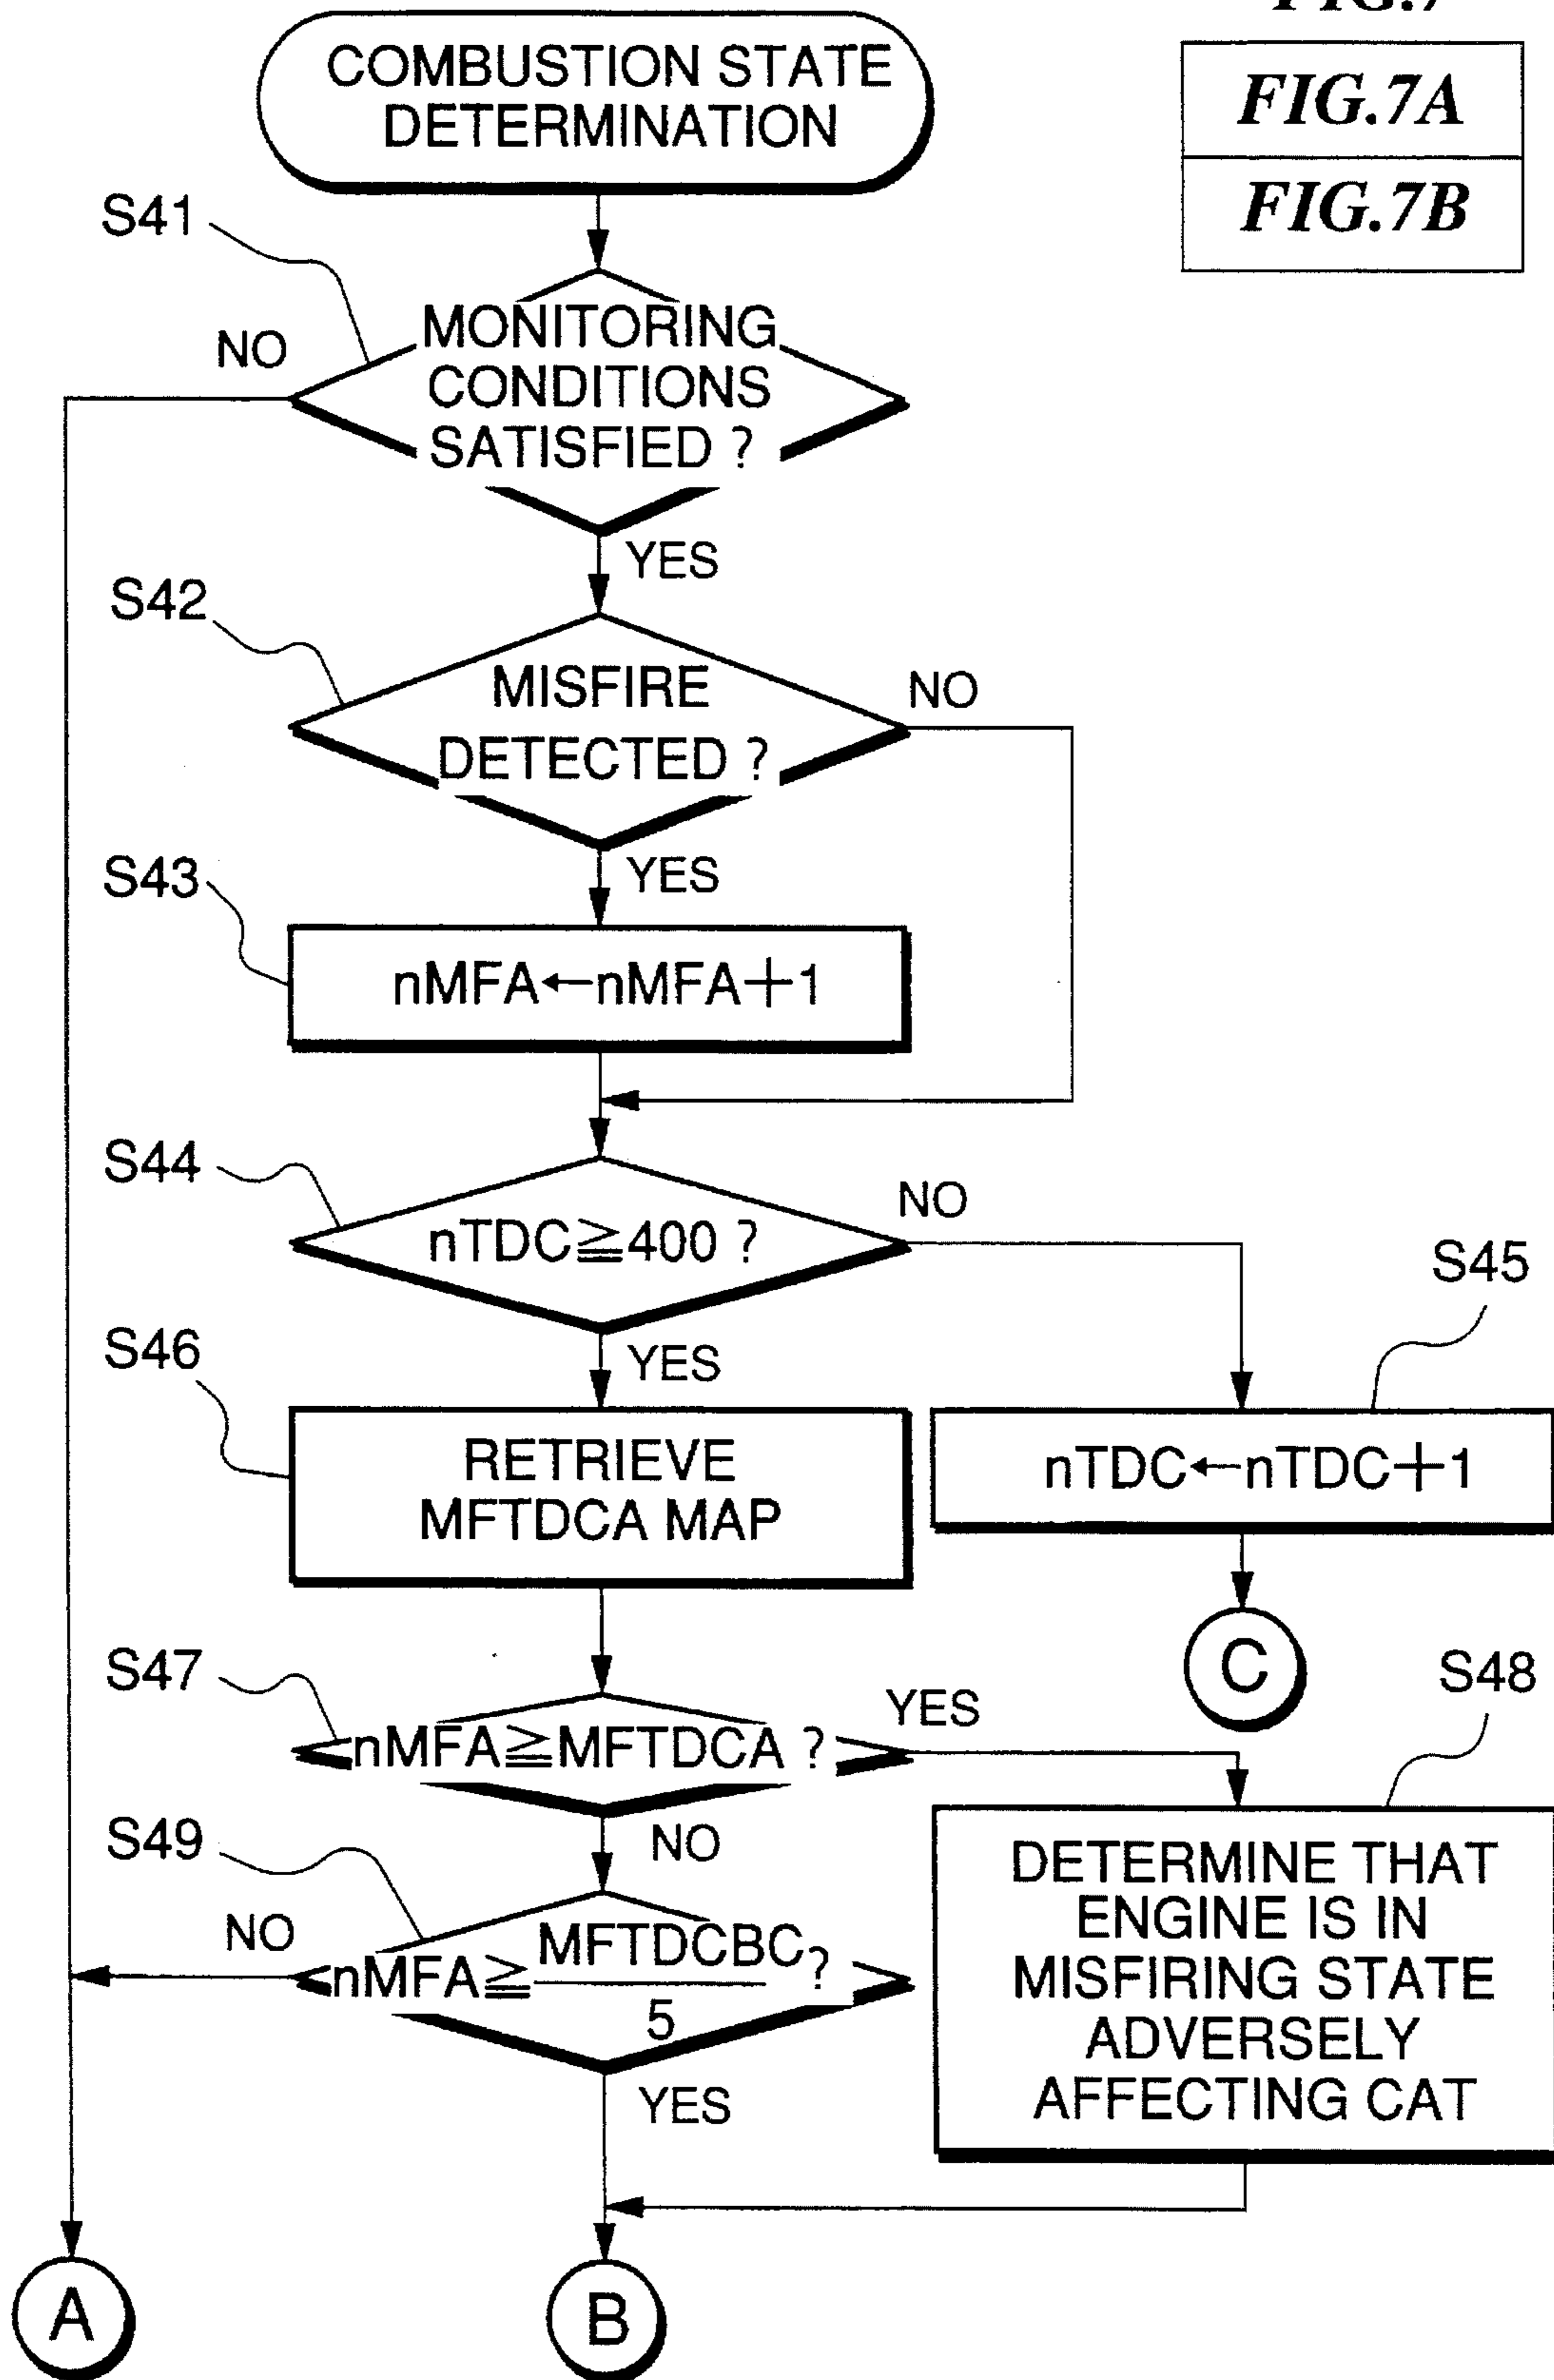 FIG.7
FIG.7A
FIG.7B
COMBUSTION STATE
DETERMINATION
S41
MONITORING
CONDITIONS
SATISFIED ?
NO
YES
S42
MISFIRE
DETECTED ?
NO
YES
S43
nMFA←nMFA+1
S44
nTDC≧400 ?
NO
YES
S45
nTDC←nTDC+1
C
S46
RETRIEVE
MFTDCA MAP
S47
nMFA≧MFTDCA ?
YES
NO
S48
DETERMINE THAT
ENGINE IS IN
MISFIRING STATE
ADVERSELY
AFFECTING CAT
S49
NO
nMFA≧MFTDCBC/5?
YES
A
B